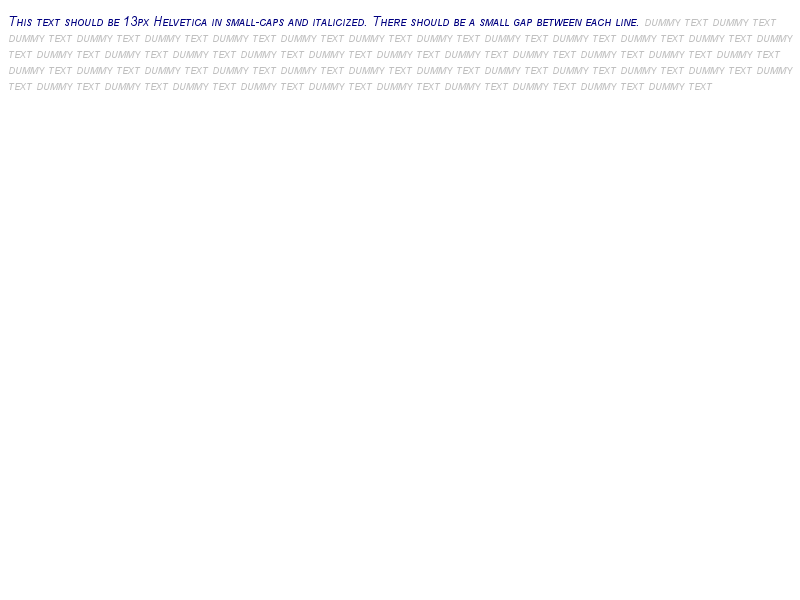 This text should be 13px Helvetica in small-caps and italicized. There should be a small gap between each line. dummy text dummy text
dummy text dummy text dummy text dummy text dummy text dummy text dummy text dummy text dummy text dummy text dummy text dummy
text dummy text dummy text dummy text dummy text dummy text dummy text dummy text dummy text dummy text dummy text dummy text
dummy text dummy text dummy text dummy text dummy text dummy text dummy text dummy text dummy text dummy text dummy text dummy
text dummy text dummy text dummy text dummy text dummy text dummy text dummy text dummy text dummy text dummy text